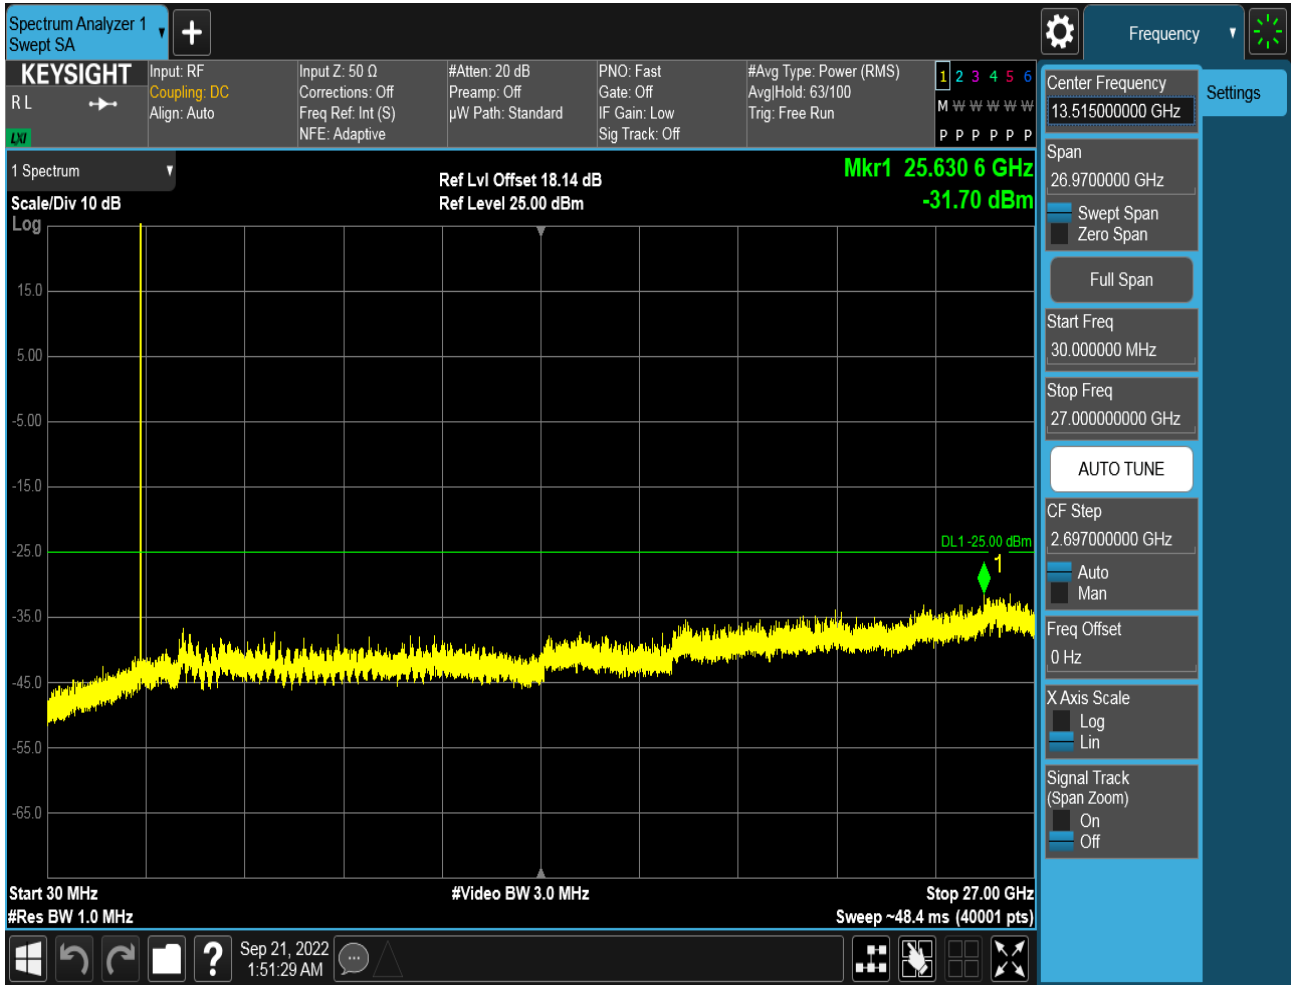 Spectrum Analyzer 1
Swept SA
Frequency
KEYSIGHT
R L
LXI
Input: RF
Coupling: DC
Align: Auto
Input Z: 50 Ω
Corrections: Off
Freq Ref: Int (S)
NFE: Adaptive
#Atten: 20 dB
Preamp: Off
µW Path: Standard
PNO: Fast
Gate: Off
IF Gain: Low
Sig Track: Off
#Avg Type: Power (RMS)
Avg|Hold: 63/100
Trig: Free Run
1 2 3 4 5 6
M W W W W W
P P P P P P
1 Spectrum
Scale/Div 10 dB
Log
Ref Lvl Offset 18.14 dB
Ref Level 25.00 dBm
Mkr1 25.630 6 GHz
-31.70 dBm
15.0
5.00
-5.00
-15.0
-25.0
-35.0
-45.0
-55.0
-65.0
DL1 -25.00 dBm
1
Start 30 MHz
#Res BW 1.0 MHz
#Video BW 3.0 MHz
Stop 27.00 GHz
Sweep ~48.4 ms (40001 pts)
Center Frequency
13.515000000 GHz
Settings
Span
26.9700000 GHz
Swept Span
Zero Span
Full Span
Start Freq
30.000000 MHz
Stop Freq
27.000000000 GHz
AUTO TUNE
CF Step
2.697000000 GHz
Auto
Man
Freq Offset
0 Hz
X Axis Scale
Log
Lin
Signal Track
(Span Zoom)
On
Off
?
Sep 21, 2022
1:51:29 AM